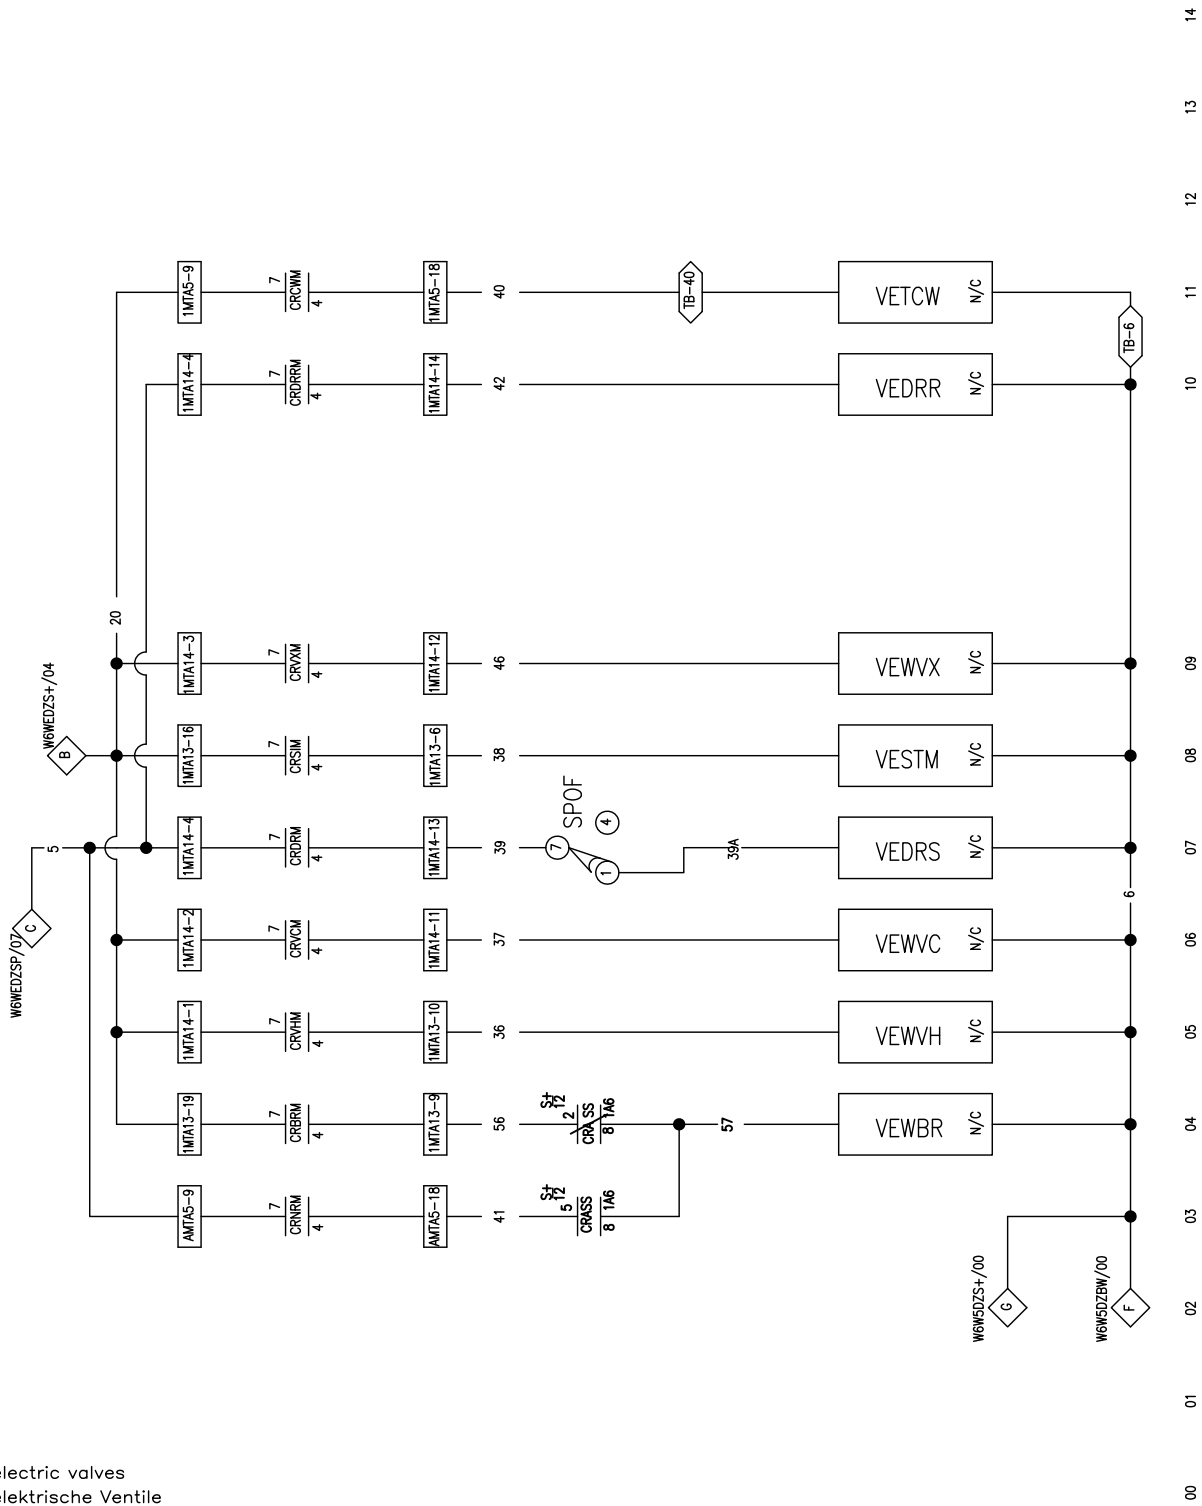 electric valves
elektrische Ventile
00
01
02
03
04
05
06
07
08
09
10
11
12
13
14
W6WEDZSP/07
C
5
W6WEDZS+/04
B
20
AMTA5-9
7
CRNRM
4
AMTA5-18
41
S+
12
5
CRASS
8 1A6
1MTA13-19
7
CRBRM
4
1MTA13-9
56
S+
12
2
CRASS
8 1A6
57
VEWBR
N/C
1MTA14-1
7
CRVHM
4
1MTA13-10
36
VEWVH
N/C
1MTA14-2
7
CRVCM
4
1MTA14-11
37
VEWVC
N/C
1MTA14-4
7
CRDRM
4
1MTA14-13
39
7
SPOF
4
1
39A
VEDRS
N/C
1MTA13-16
7
CRSIM
4
1MTA13-6
38
VESTM
N/C
1MTA14-3
7
CRVXM
4
1MTA14-12
46
VEWVX
N/C
1MTA14-4
7
CRDRRM
4
1MTA14-14
42
VEDRR
N/C
1MTA5-9
7
CRCWM
4
1MTA5-18
40
TB-40
VETCW
N/C
TB-6
6
W6W5DZS+/00
G
W6W5DZBW/00
F